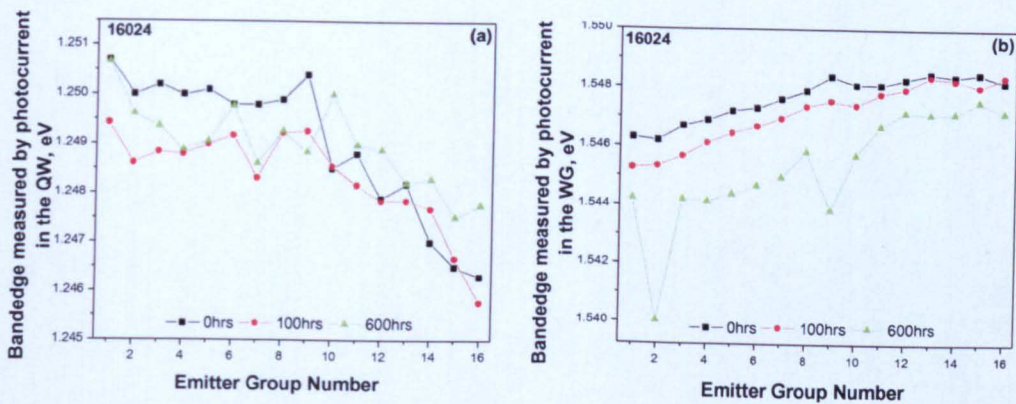 16024 (a)
1.251
1.250
1.249
1.248
1.247
1.246
1.245
2 4 6 8 10 12 14 16
0hrs 100hrs 600hrs
Emitter Group Number
Bandedge measured by photocurrent
in the QW, eV
16024 (b)
1.550
1.548
1.546
1.544
1.542
1.540
2 4 6 8 10 12 14 16
0hrs 100hrs 600hrs
Emitter Group Number
Bandedge measured by photocurrent
in the WG, eV